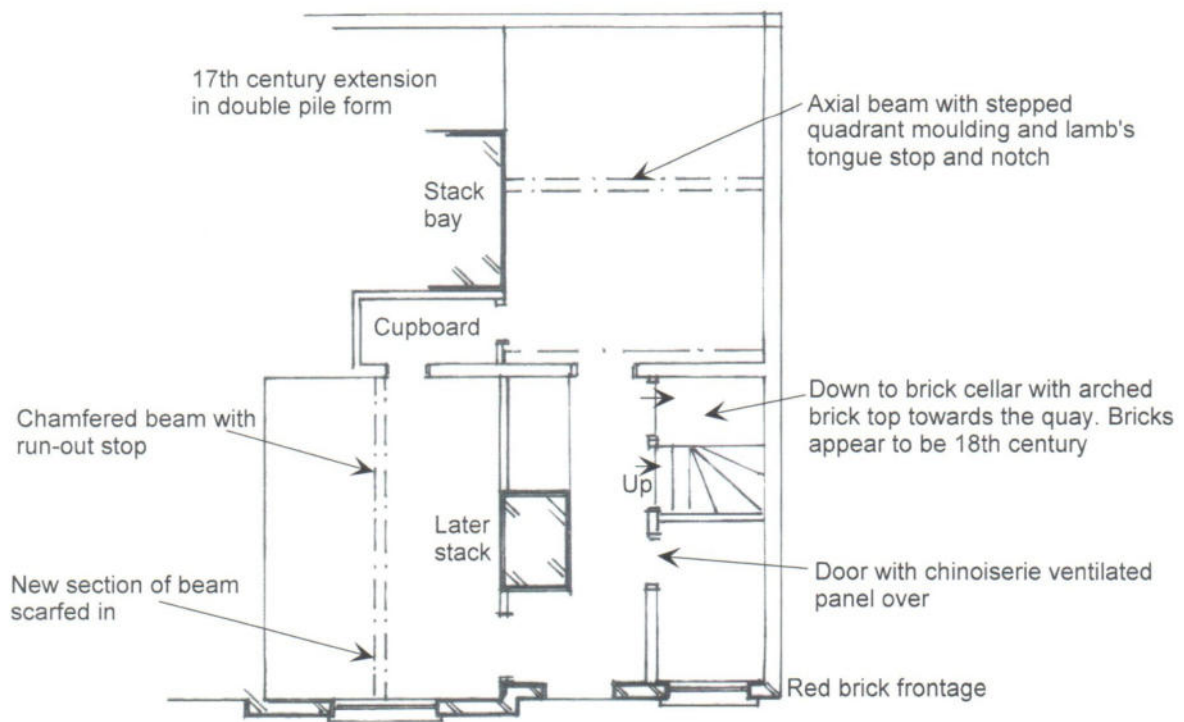 17th century extension
in double pile form
Axial beam with stepped
quadrant moulding and lamb's
tongue stop and notch
Stack
bay
Cupboard
Chamfered beam with
run-out stop
Down to brick cellar with arched
brick top towards the quay. Bricks
appear to be 18th century
Up
Later
stack
New section of beam
scarfed in
Door with chinoiserie ventilated
panel over
Red brick frontage